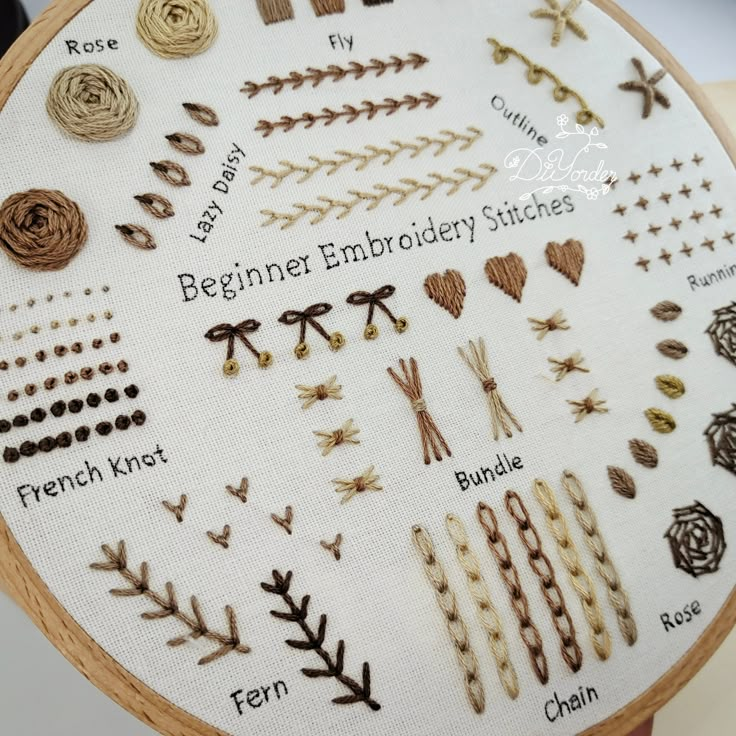 Rose
Fly
Outline
DiYorder
Lazy Daisy
Beginner Embroidery Stitches
Runnin
French Knot
Bundle
Rose
Fern
Chain